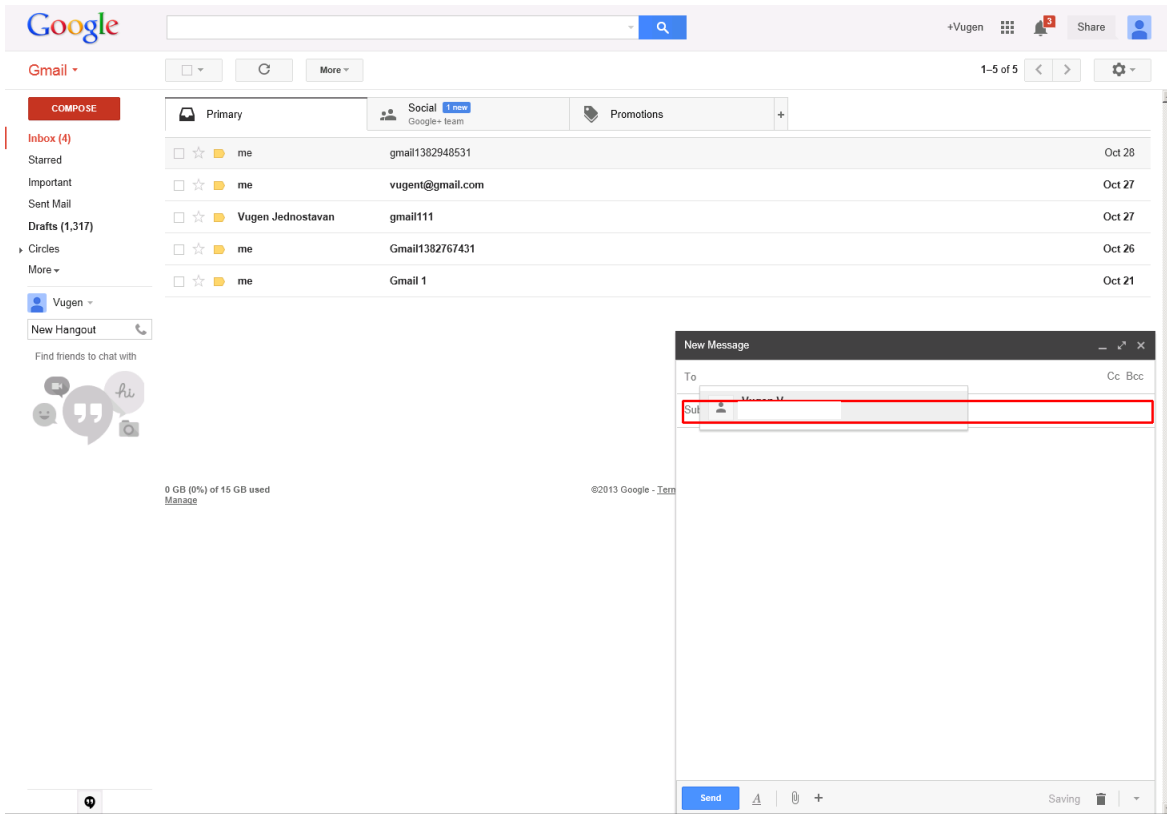 Google
+Vugen
3
Share
Gmail
More
1–5 of 5
COMPOSE
Primary
Social 1 new
Google+ team
Promotions
+
Inbox (4)
Starred
Important
Sent Mail
Drafts (1,317)
Circles
More
me gmail1382948531 Oct 28
me vugent@gmail.com Oct 27
Vugen Jednostavan gmail111 Oct 27
me Gmail1382767431 Oct 26
me Gmail 1 Oct 21
Vugen
New Hangout
Find friends to chat with
hi
0 GB (0%) of 15 GB used
Manage
©2013 Google - Term
New Message
To
Cc Bcc
Vugen V
Sub
Send
A
+
Saving